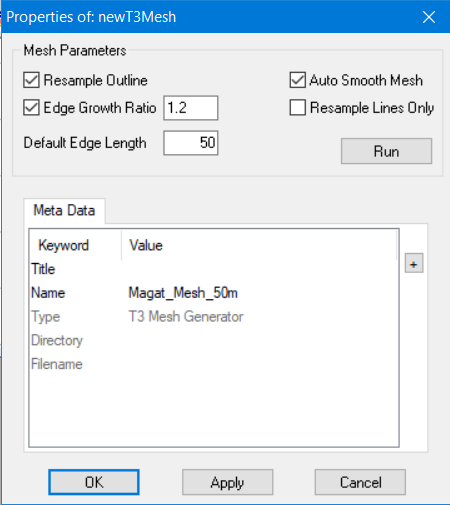 Properties of: newT3Mesh
Mesh Parameters
Resample Outline
Auto Smooth Mesh
Edge Growth Ratio 1.2
Resample Lines Only
Default Edge Length 50
Run
Meta Data
Keyword Value
+
Title
Name Magat_Mesh_50m
Type T3 Mesh Generator
Directory
Filename
OK Apply Cancel